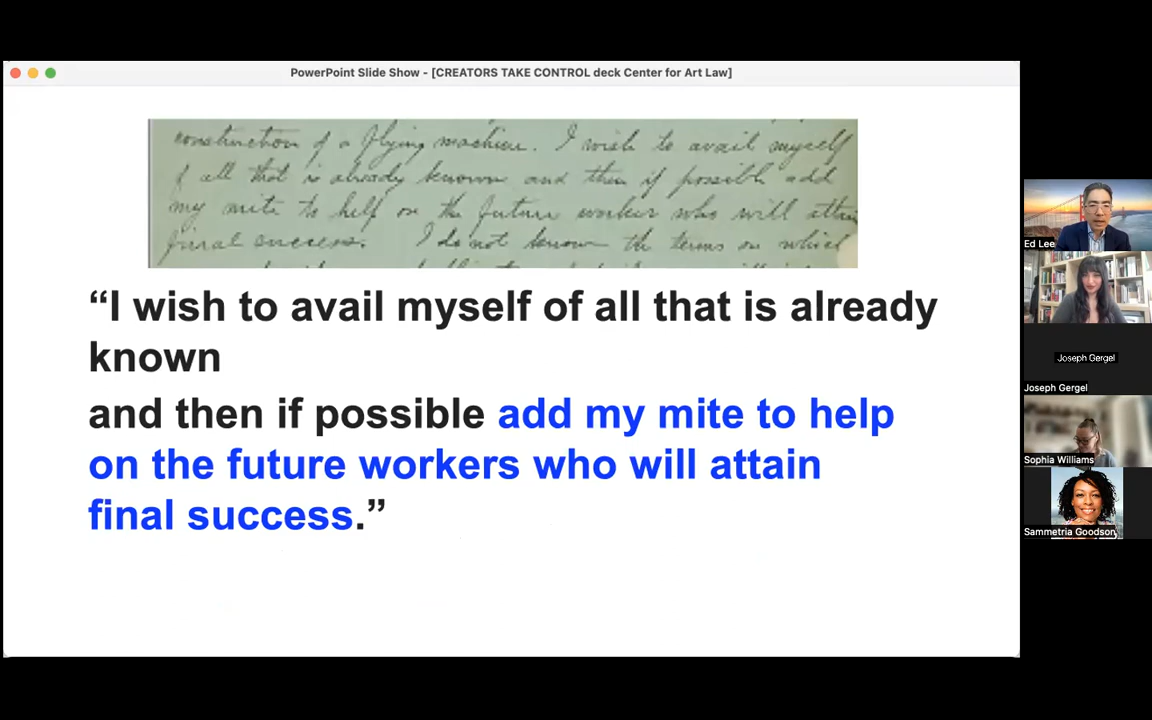 PowerPoint Slide Show - [CREATORS TAKE CONTROL deck Center for Art Law]
construction of a flying machine. I wish to avail myself
of all that is already known and then if possible add
my mite to help on the future worker who will attain
final success. I do not know the terms on which
“I wish to avail myself of all that is already
known
and then if possible add my mite to help
on the future workers who will attain
final success.”
Ed Lee
Joseph Gergel
Joseph Gergel
Sophia Williams
Sammetria Goodson